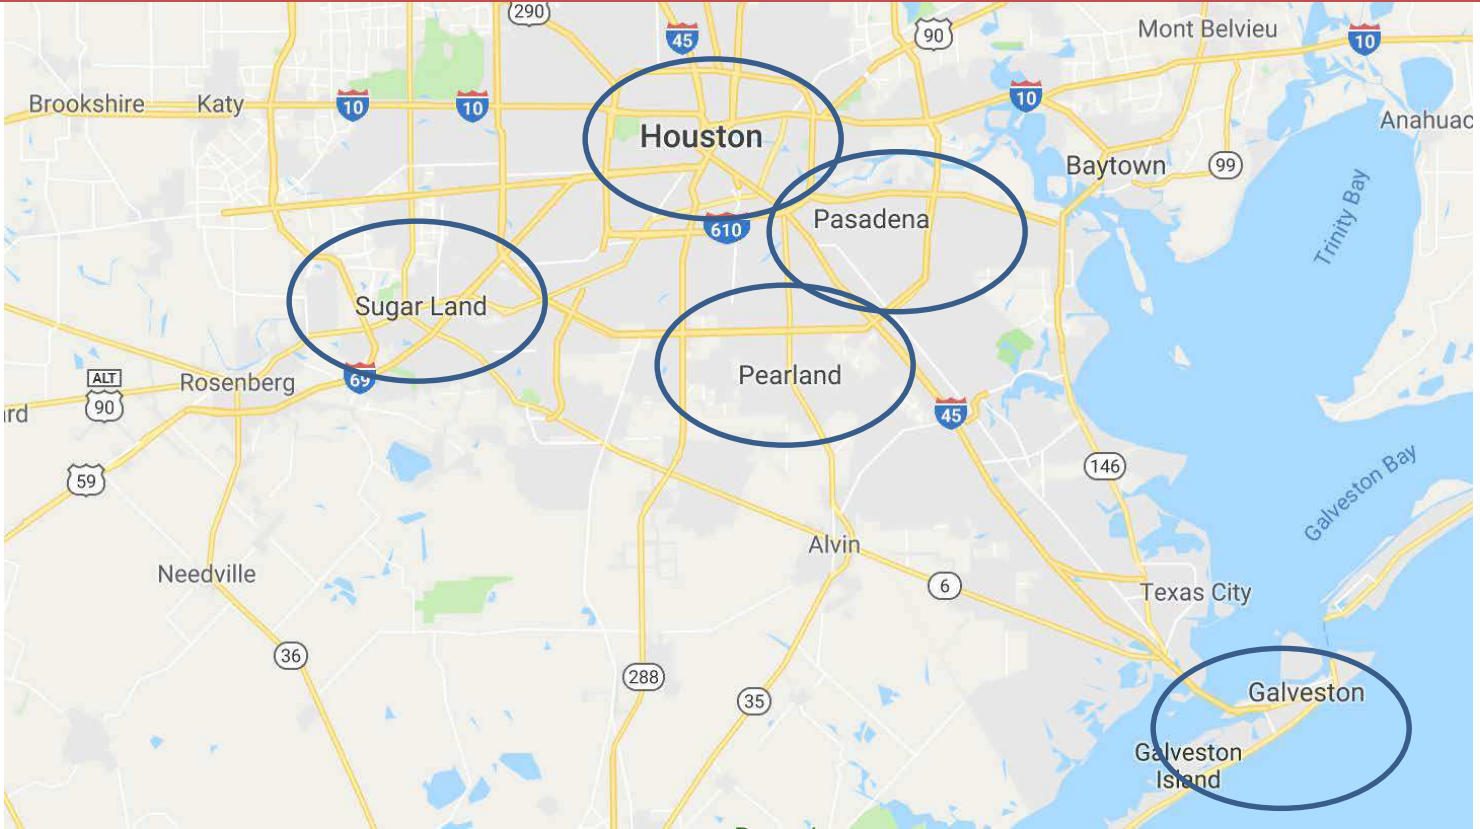 290
45
90
Mont Belvieu
10
Brookshire
Katy
10
10
10
Anahuac
Houston
Baytown
99
Pasadena
610
Trinity Bay
Sugar Land
69
Pearland
ALT
90
Rosenberg
rd
45
59
146
Galveston Bay
Alvin
Needville
6
Texas City
36
288
35
Galveston
Galveston
Island